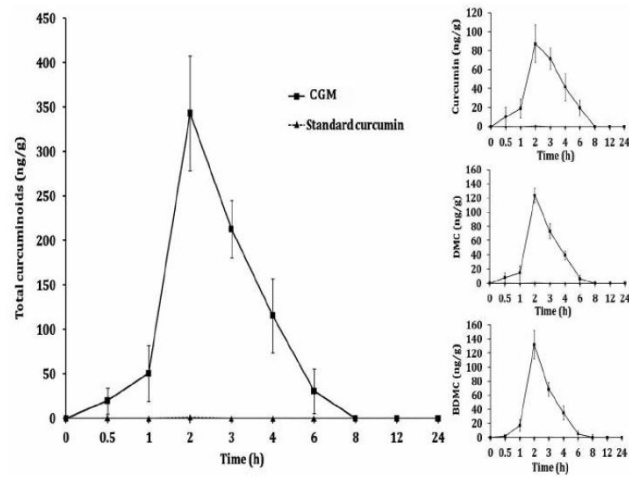 Total curcuminoids (ng/g)
450
400
350
300
250
200
150
100
50
0
0 0.5 1 2 3 4 6 8 12 24
Time (h)
CGM
Standard curcumin
Curcumin (ng/g)
120
100
80
60
40
20
0
0 0.5 1 2 3 4 6 8 12 24
Time (h)
DMC (ng/g)
160
140
120
100
80
60
40
20
0
0 0.5 1 2 3 4 6 8 12 24
Time (h)
BDMC (ng/g)
160
140
120
100
80
60
40
20
0
0 0.5 1 2 3 4 6 8 12 24
Time (h)